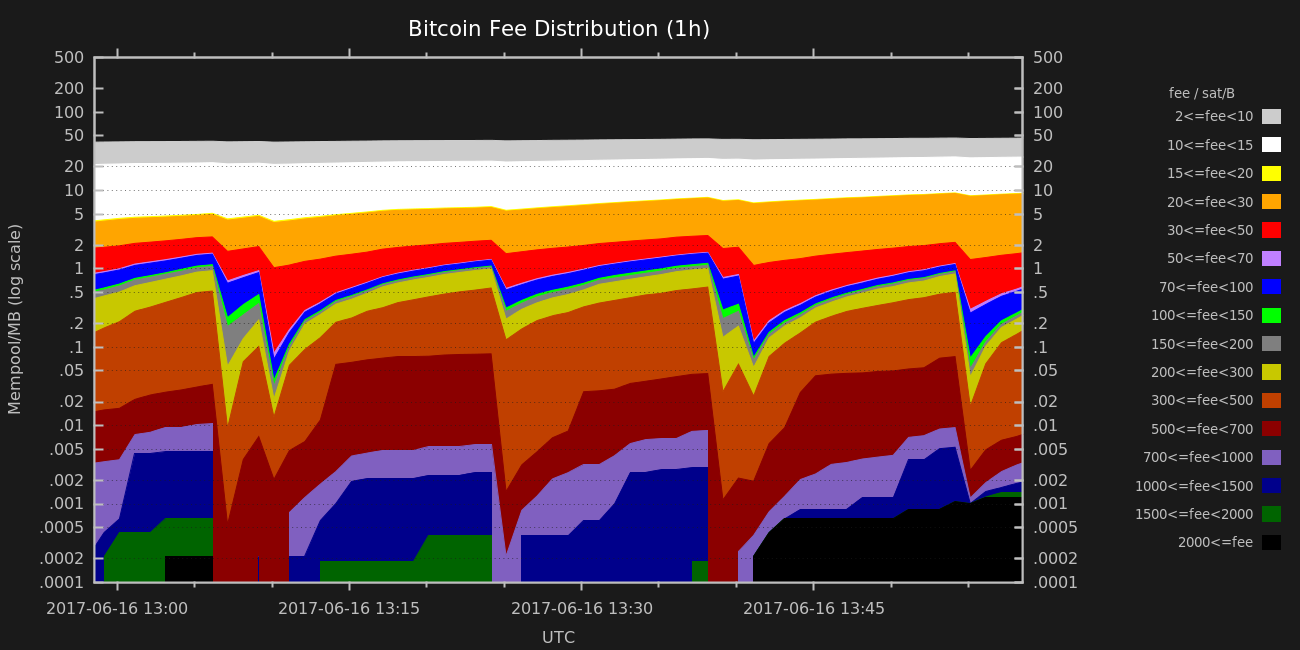 Bitcoin Fee Distribution (1h)
500
200
100
50
20
10
5
2
1
.5
.2
.1
.05
.02
.01
.005
.002
.001
.0005
.0002
.0001
Mempool/MB (log scale)
500
200
100
50
20
10
5
2
1
.5
.2
.1
.05
.02
.01
.005
.002
.001
.0005
.0002
.0001
2017-06-16 13:00
2017-06-16 13:15
2017-06-16 13:30
2017-06-16 13:45
UTC
fee / sat/B
2<=fee<10
10<=fee<15
15<=fee<20
20<=fee<30
30<=fee<50
50<=fee<70
70<=fee<100
100<=fee<150
150<=fee<200
200<=fee<300
300<=fee<500
500<=fee<700
700<=fee<1000
1000<=fee<1500
1500<=fee<2000
2000<=fee